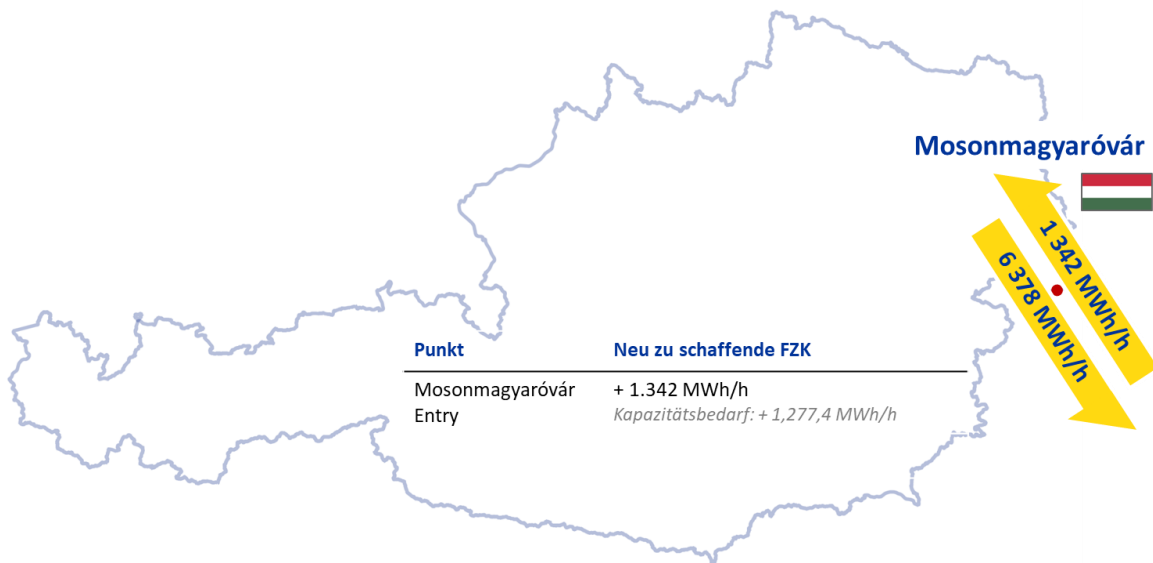 Mosonmagyaróvár
1 342 MWh/h
6 378 MWh/h
Punkt Neu zu schaffende FZK
Mosonmagyaróvár + 1.342 MWh/h
Entry Kapazitätsbedarf: + 1,277,4 MWh/h